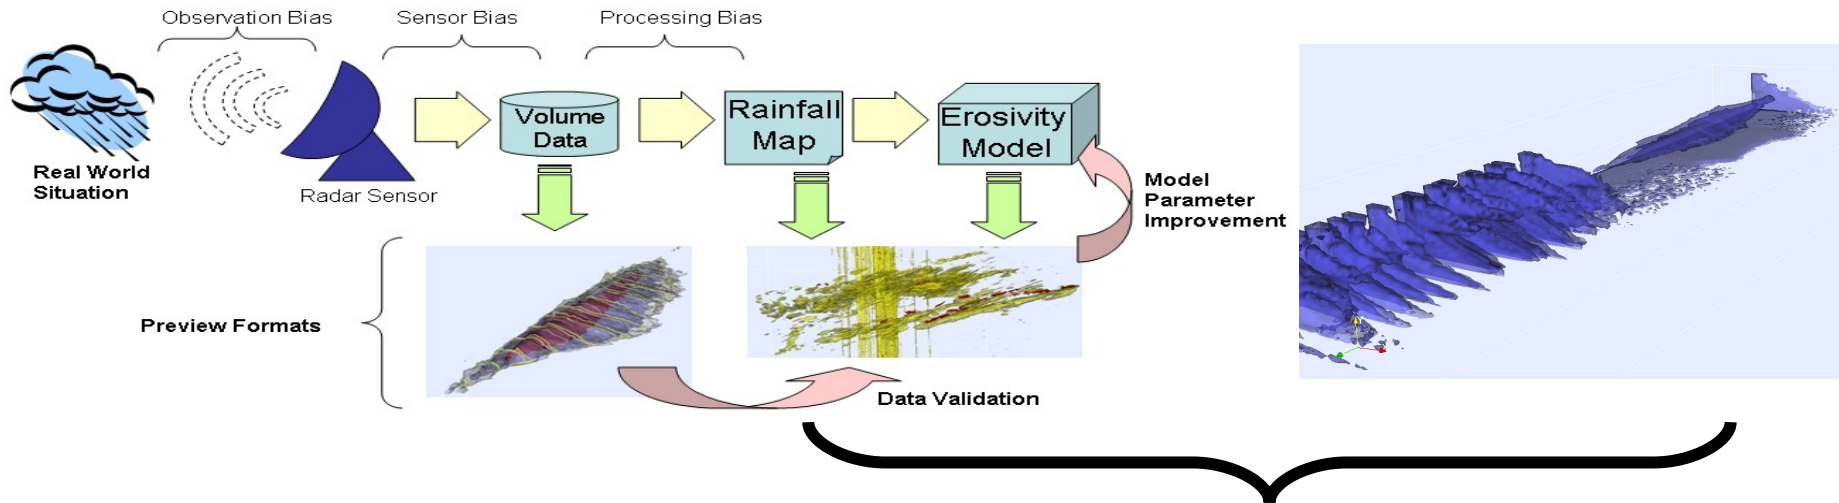 Observation Bias
Sensor Bias
Processing Bias
Real World
Situation
Radar Sensor
Volume
Data
Rainfall
Map
Erosivity
Model
Model
Parameter
Improvement
Preview Formats
Data Validation